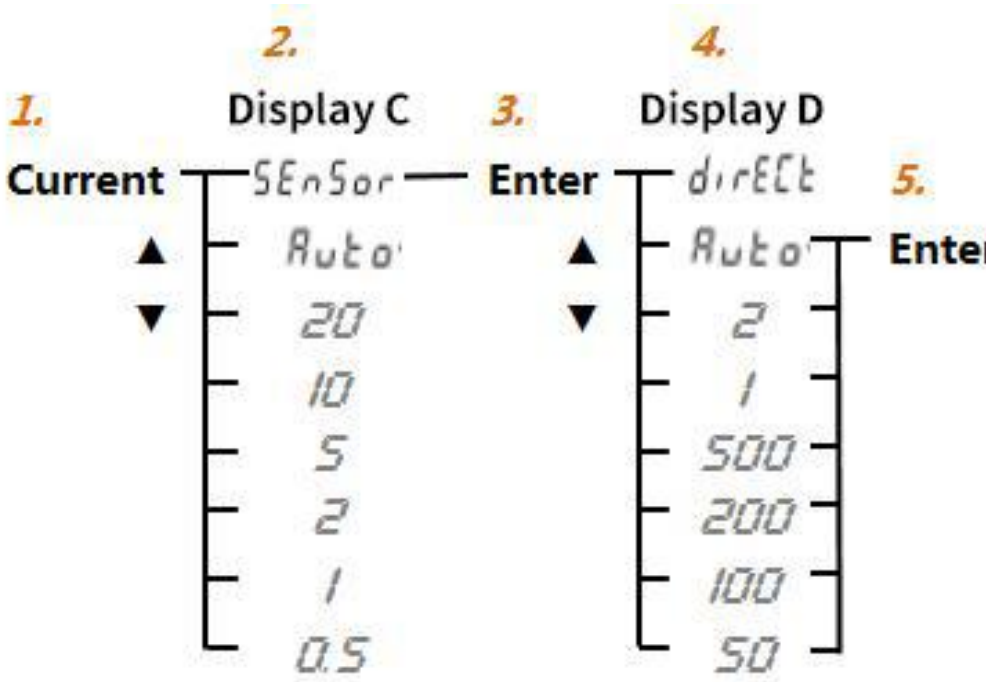 2. 4.
1. Display C 3. Display D
Current SEnSor Enter dirECt 5.
▲ Auto ▲ Auto Enter
▼ 20 ▼ 2
10 1
5 500
2 200
1 100
0.5 50